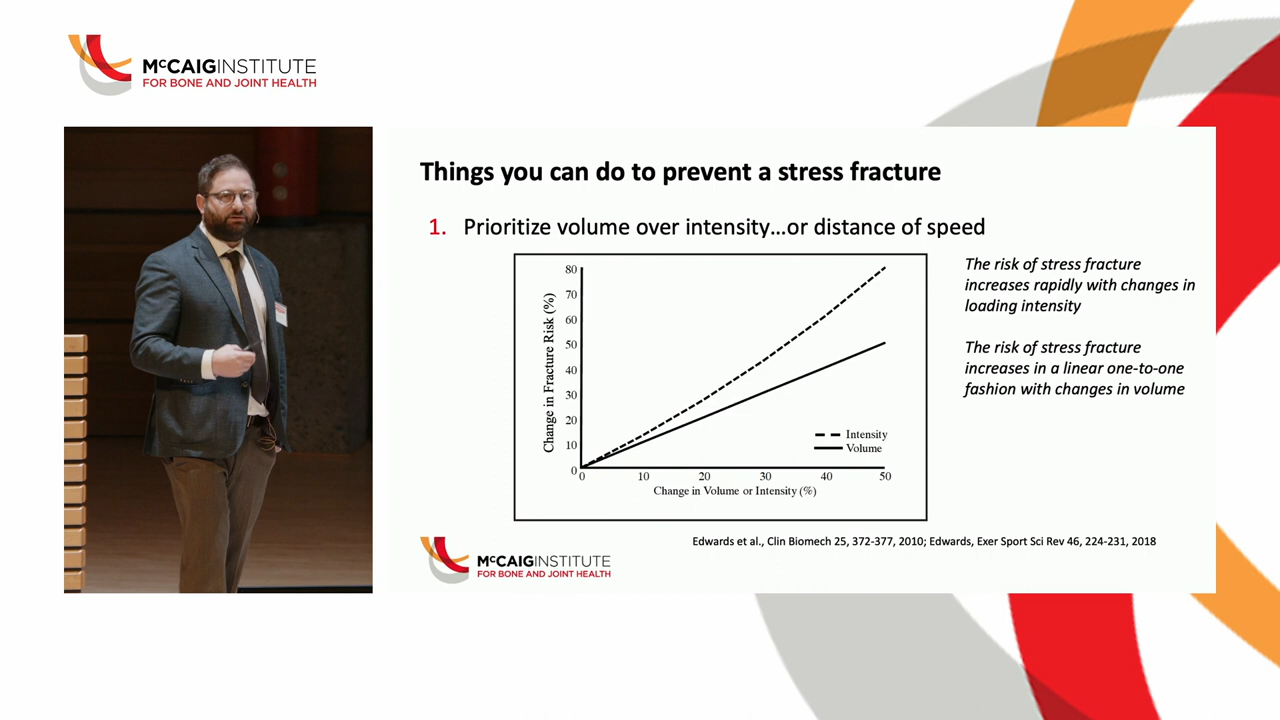 McCAIGINSTITUTE
FOR BONE AND JOINT HEALTH
Things you can do to prevent a stress fracture
1. Prioritize volume over intensity…or distance of speed
Change in Fracture Risk (%)
80
70
60
50
40
30
20
10
0
0 10 20 30 40 50
Change in Volume or Intensity (%)
Intensity
Volume
The risk of stress fracture
increases rapidly with changes in
loading intensity
The risk of stress fracture
increases in a linear one-to-one
fashion with changes in volume
Edwards et al., Clin Biomech 25, 372-377, 2010; Edwards, Exer Sport Sci Rev 46, 224-231, 2018
McCAIGINSTITUTE
FOR BONE AND JOINT HEALTH